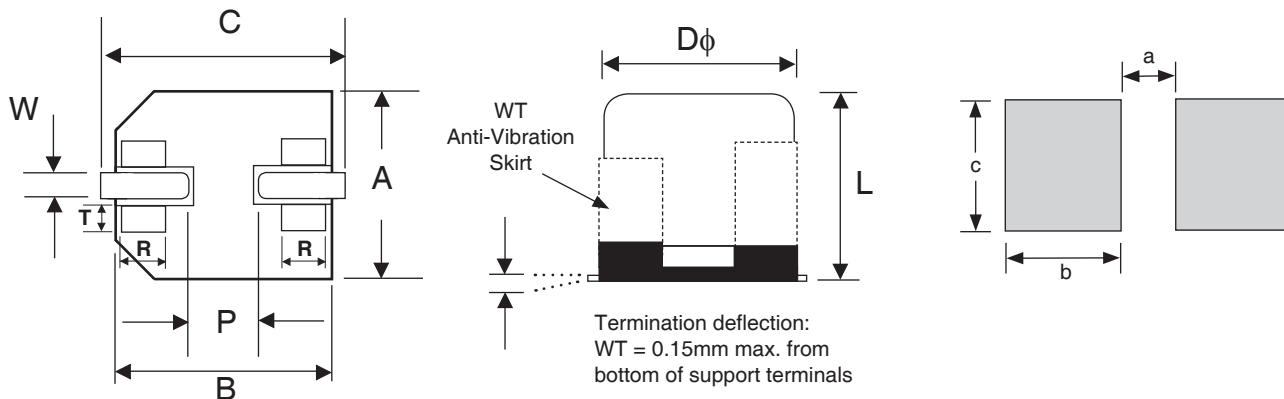 C
W
A
T
R
R
P
B
Dϕ
WT
Anti-Vibration
Skirt
L
Termination deflection:
WT = 0.15mm max. from
bottom of support terminals
a
c
b